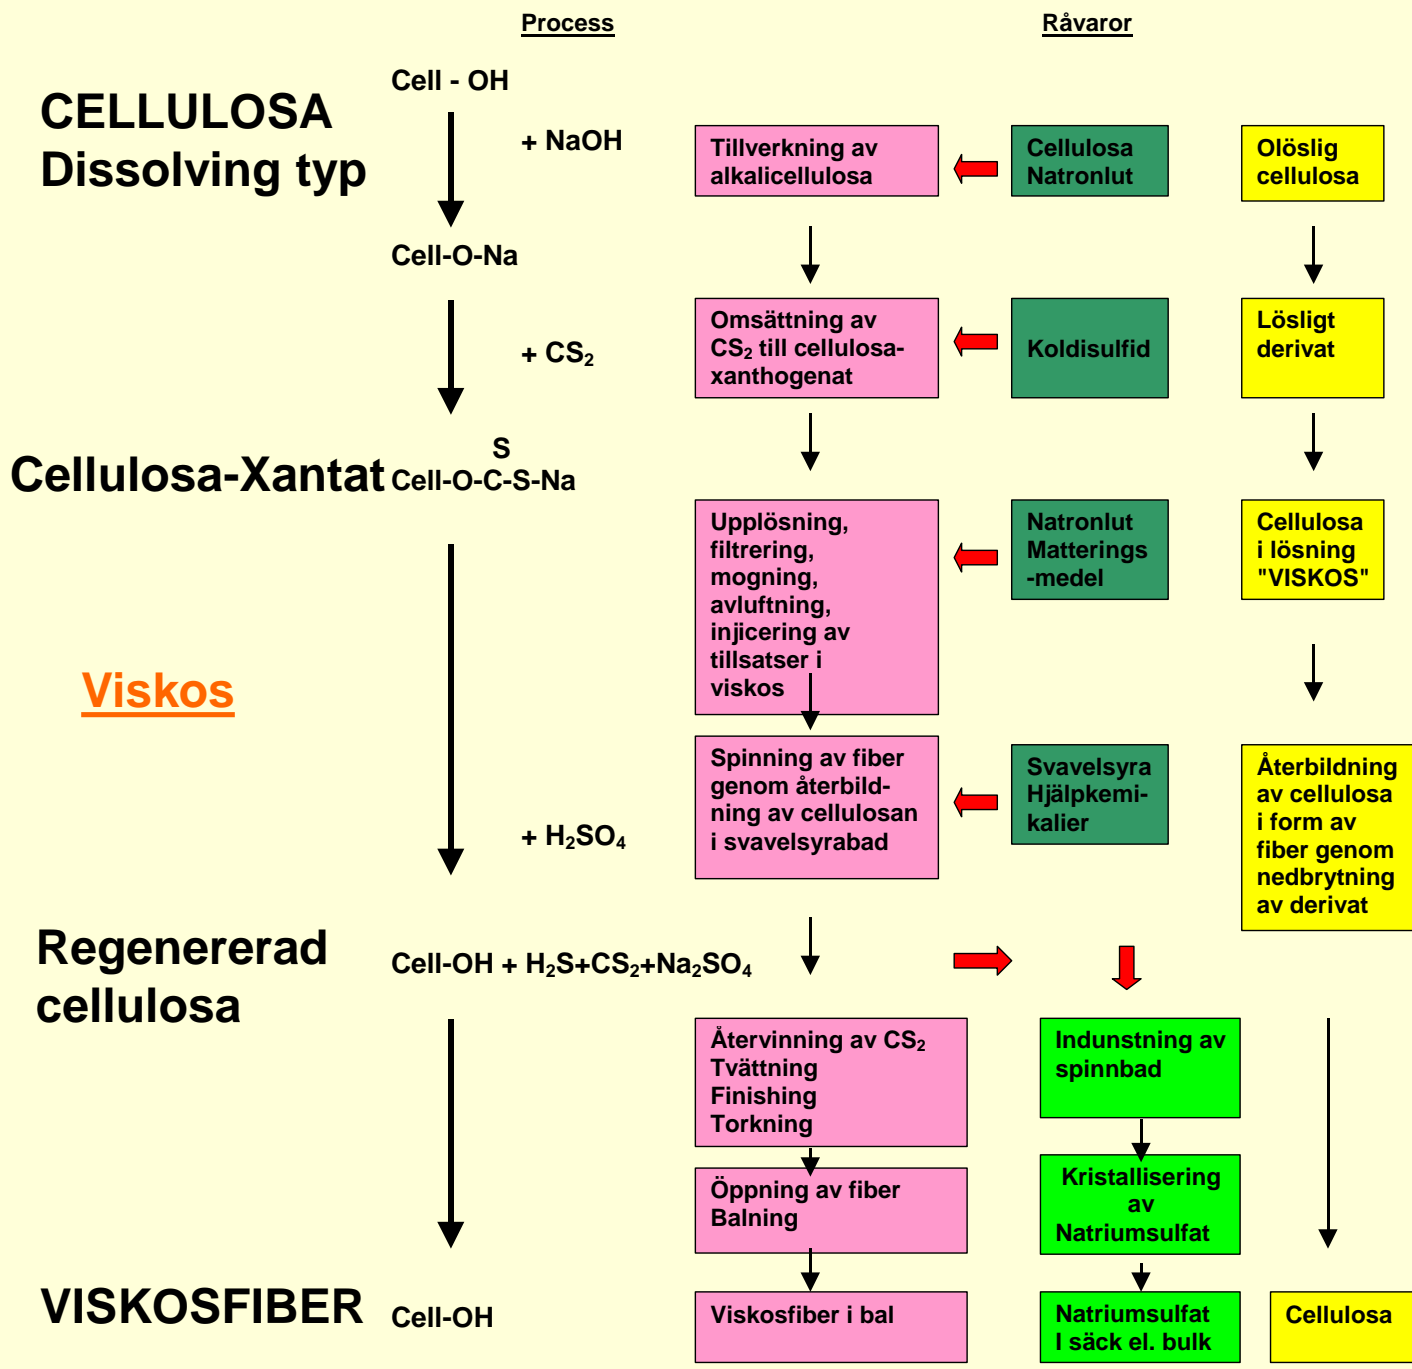 Process
Råvaror
CELLULOSA
Dissolving typ
Cell - OH
+ NaOH
Tillverkning av
alkalicellulosa
Cellulosa
Natronlut
Olöslig
cellulosa
Cell-O-Na
+ CS₂
Omsättning av
CS₂ till cellulosa-
xanthogenat
Koldisulfid
Lösligt
derivat
Cellulosa-Xantat
S
Cell-O-C-S-Na
Upplösning,
filtrering,
mogning,
avluftning,
injicering av
tillsatser i
viskos
Natronlut
Matterings
-medel
Cellulosa
i lösning
"VISKOS"
Viskos
+ H₂SO₄
Spinning av fiber
genom återbild-
ning av cellulosan
i svavelsyrabad
Svavelsyra
Hjälpkemi-
kalier
Återbildning
av cellulosa
i form av
fiber genom
nedbrytning
av derivat
Regenererad
cellulosa
Cell-OH + H₂S+CS₂+Na₂SO₄
Återvinning av CS₂
Tvättning
Finishing
Torkning
Indunstning av
spinnbad
Öppning av fiber
Balning
Kristallisering
av
Natriumsulfat
VISKOSFIBER
Cell-OH
Viskosfiber i bal
Natriumsulfat
I säck el. bulk
Cellulosa